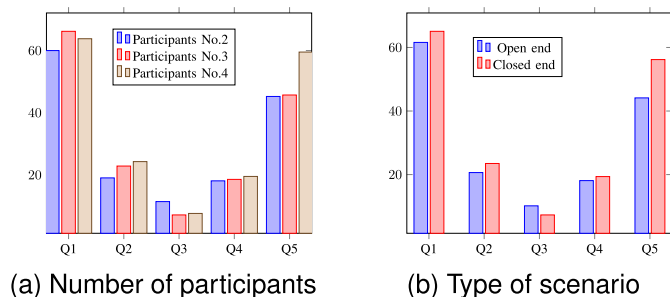 Participants No.2
Participants No.3
Participants No.4
60
40
20
Q1 Q2 Q3 Q4 Q5
(a) Number of participants
Open end
Closed end
60
40
20
Q1 Q2 Q3 Q4 Q5
(b) Type of scenario